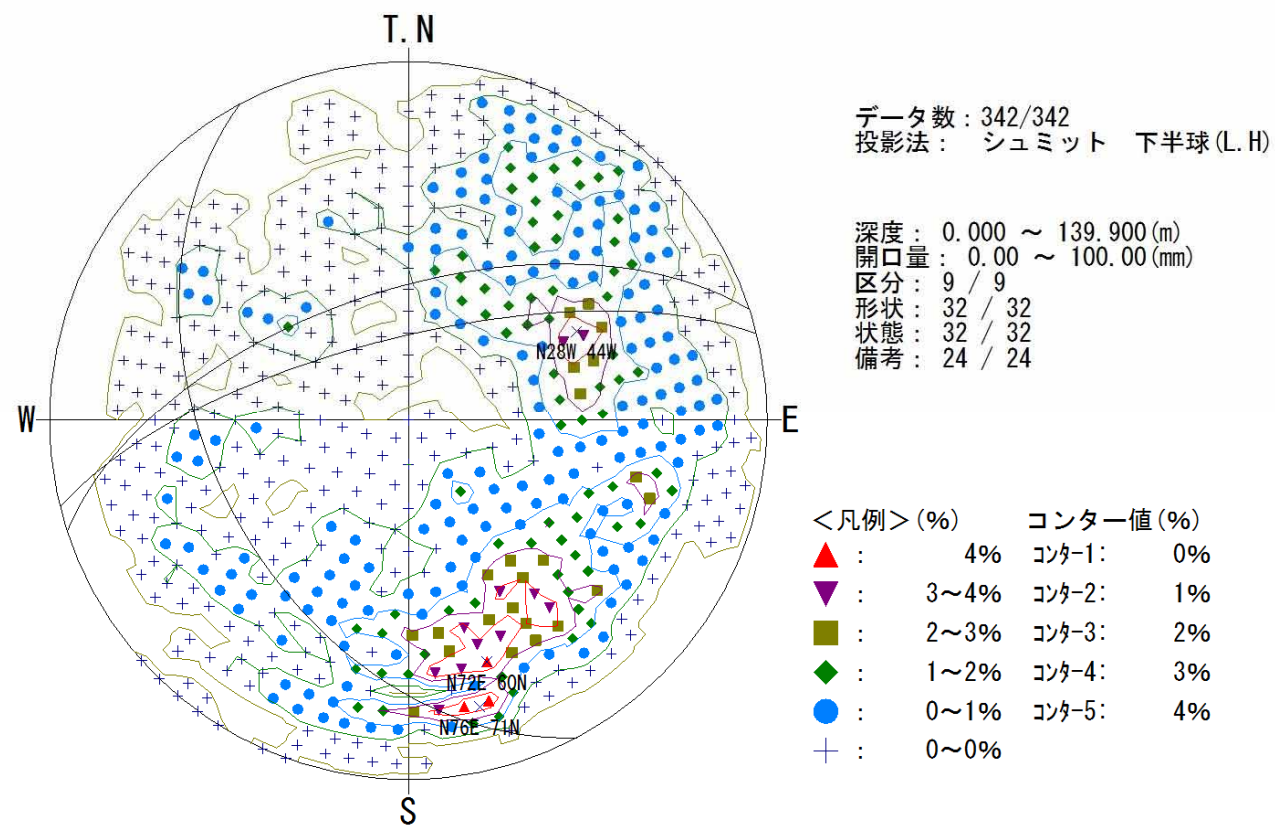 T.N
W
E
S
N28W 44W
N72E 60N
N76E 71N
データ数：342/342
投影法：　シュミット　下半球(L.H)
深度： 0.000 ～ 139.900(m)
開口量： 0.00 ～ 100.00(mm)
区分： 9 / 9
形状： 32 / 32
状態： 32 / 32
備考： 24 / 24
＜凡例＞(%)　コンター値(%)
： 4%　ｺﾝﾀｰ1: 0%
： 3～4%　ｺﾝﾀｰ2: 1%
： 2～3%　ｺﾝﾀｰ3: 2%
： 1～2%　ｺﾝﾀｰ4: 3%
： 0～1%　ｺﾝﾀｰ5: 4%
： 0～0%